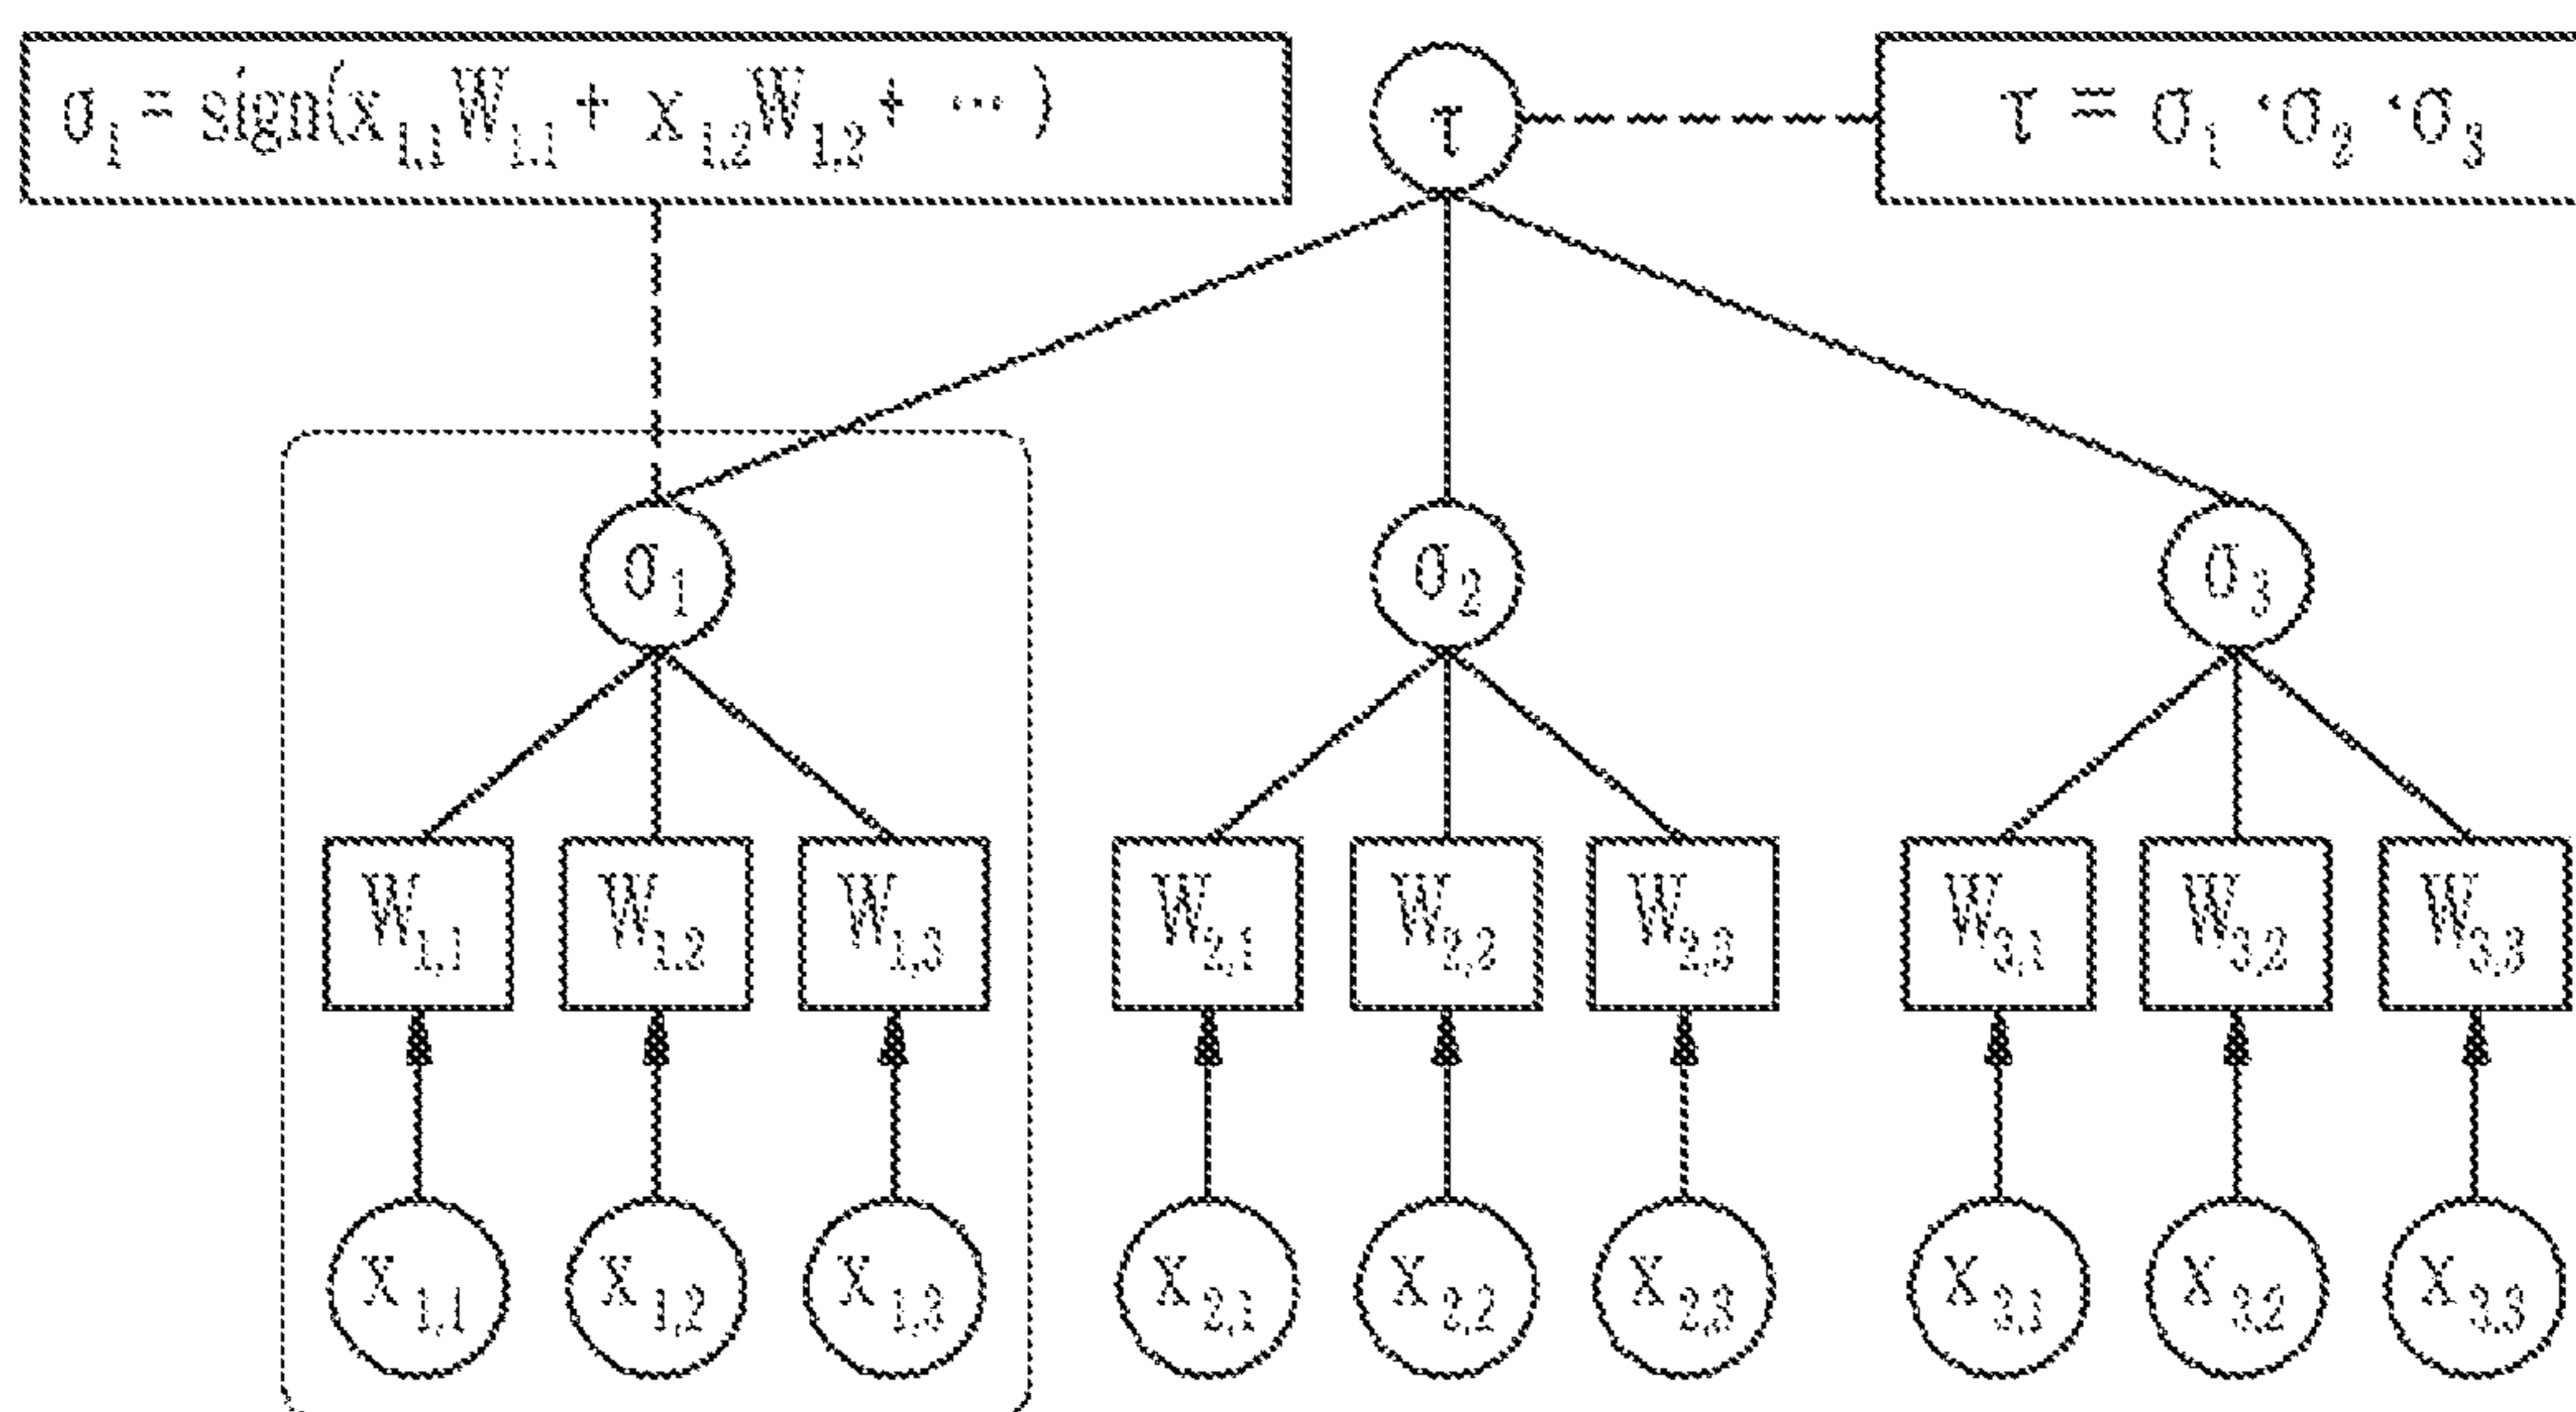 σ₁ = sign(x₁,₁W₁,₁ + x₁,₂W₁,₂ + ⋯ )
τ
τ = σ₁ ·σ₂ ·σ₃
σ₁ σ₂ σ₃
W₁,₁ W₁,₂ W₁,₃ W₂,₁ W₂,₂ W₂,₃ W₃,₁ W₃,₂ W₃,₃
X₁,₁ X₁,₂ X₁,₃ X₂,₁ X₂,₂ X₂,₃ X₃,₁ X₃,₂ X₃,₃